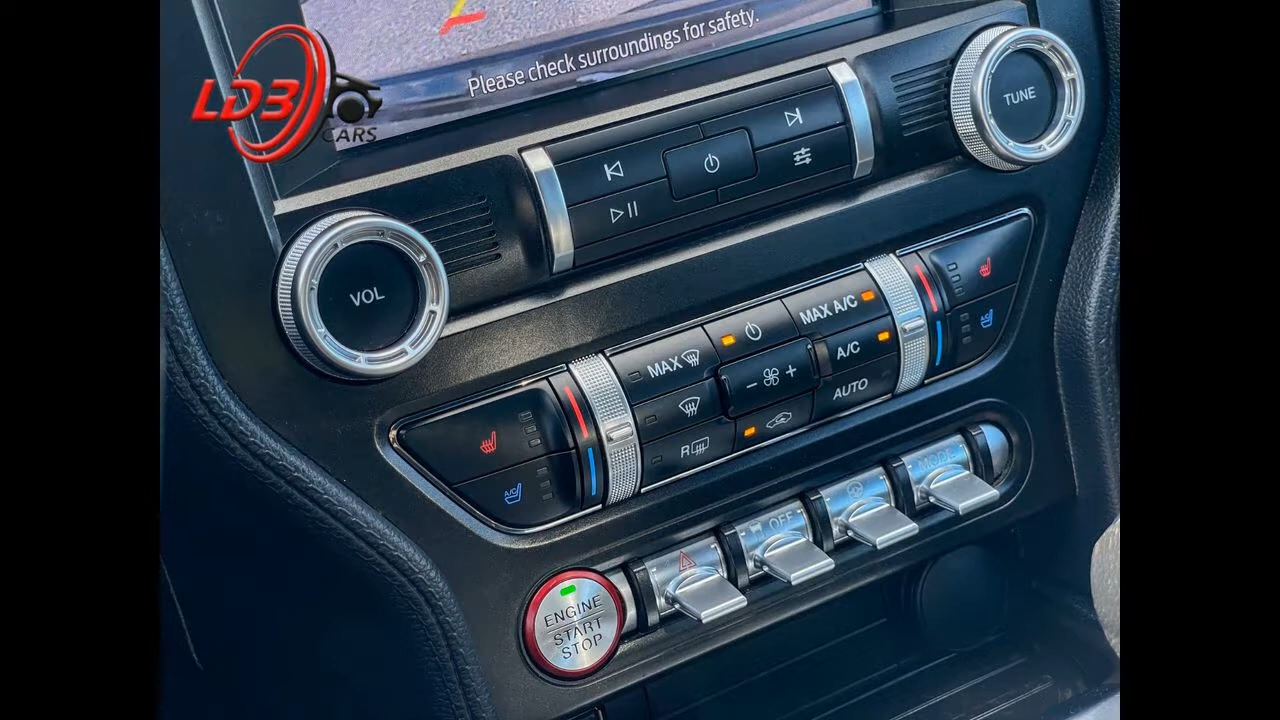 Please check surroundings for safety.
LD3
CARS
TUNE
VOL
MAX A/C
MAX
A/C
AUTO
R
A/C
A/C
MODE
OFF
ENGINE
START
STOP